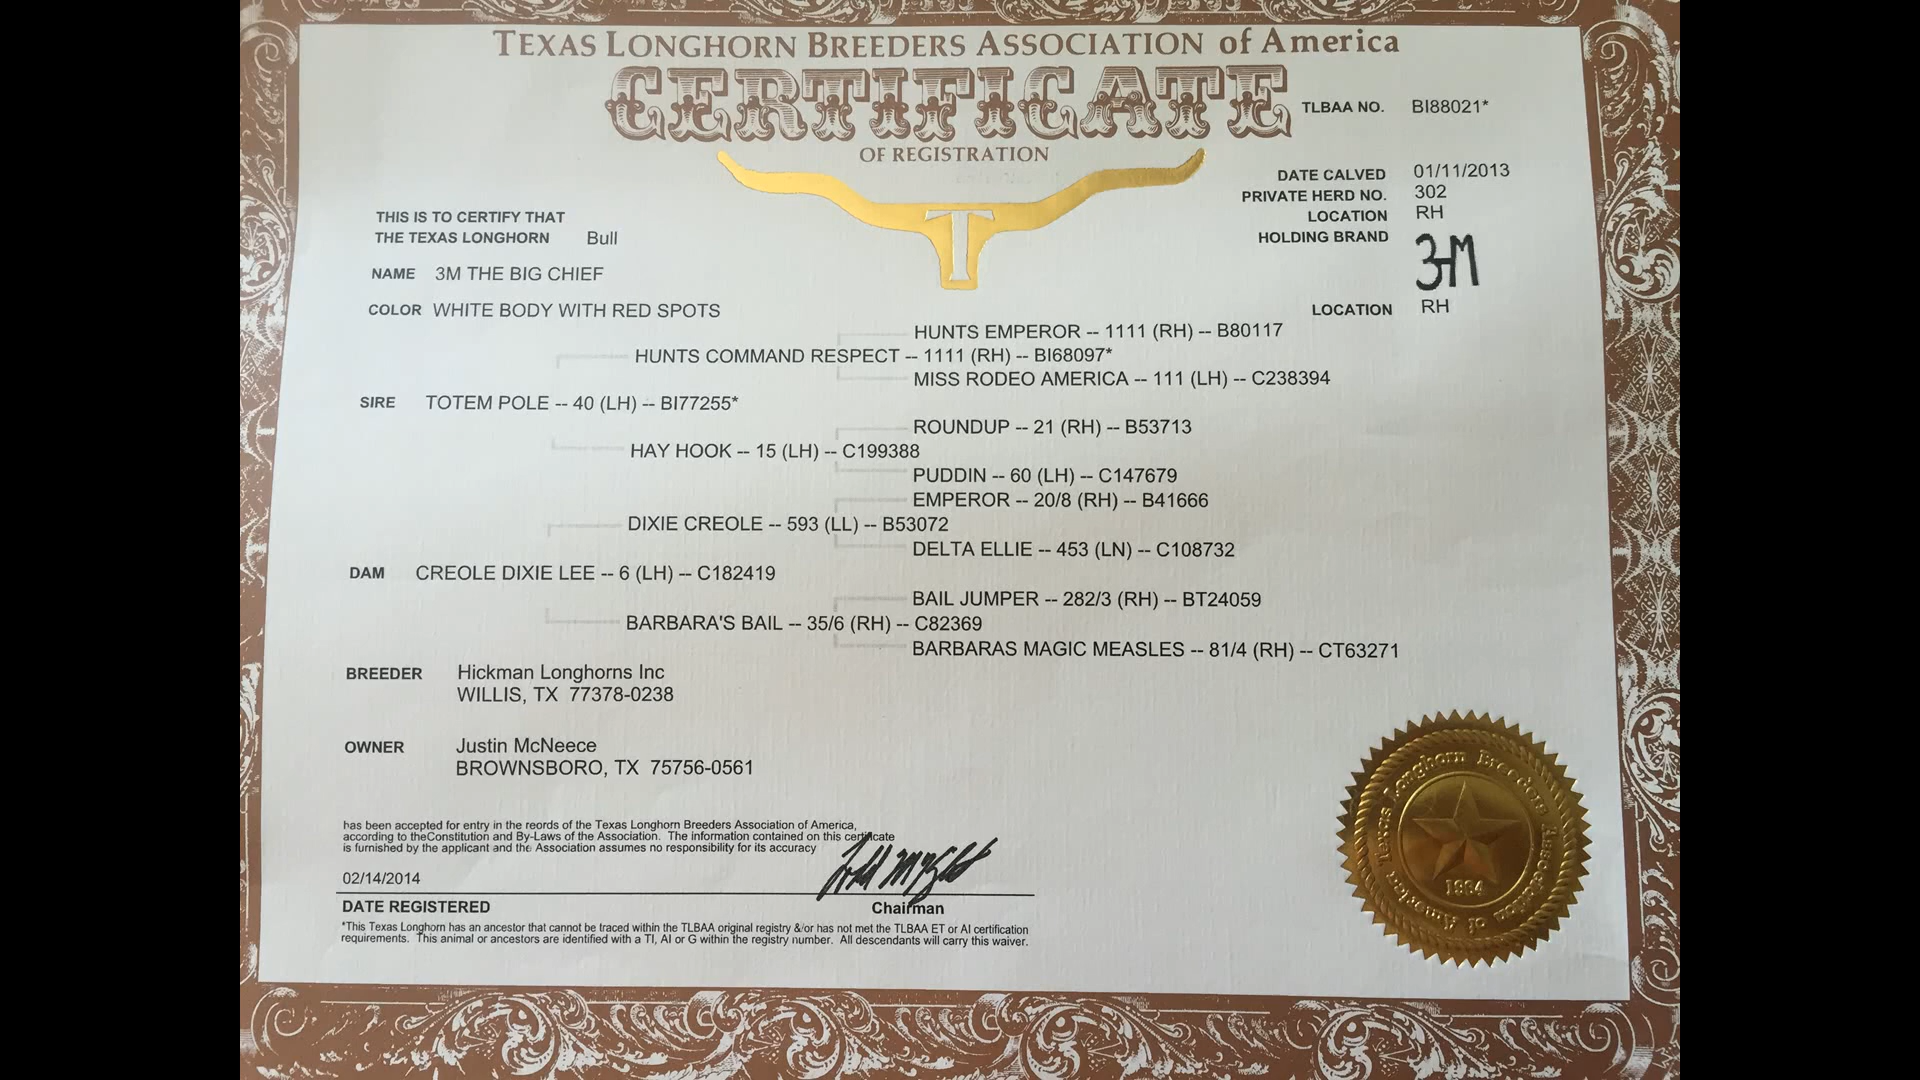 TEXAS LONGHORN BREEDERS ASSOCIATION of America
CERTIFICATE
OF REGISTRATION
TLBAA NO. BI88021*
DATE CALVED 01/11/2013
PRIVATE HERD NO. 302
LOCATION RH
HOLDING BRAND 3M
LOCATION RH
THIS IS TO CERTIFY THAT
THE TEXAS LONGHORN Bull
NAME 3M THE BIG CHIEF
COLOR WHITE BODY WITH RED SPOTS
HUNTS EMPEROR -- 1111 (RH) -- B80117
HUNTS COMMAND RESPECT -- 1111 (RH) -- BI68097*
MISS RODEO AMERICA -- 111 (LH) -- C238394
SIRE TOTEM POLE -- 40 (LH) -- BI77255*
ROUNDUP -- 21 (RH) -- B53713
HAY HOOK -- 15 (LH) -- C199388
PUDDIN -- 60 (LH) -- C147679
EMPEROR -- 20/8 (RH) -- B41666
DIXIE CREOLE -- 593 (LL) -- B53072
DELTA ELLIE -- 453 (LN) -- C108732
DAM CREOLE DIXIE LEE -- 6 (LH) -- C182419
BAIL JUMPER -- 282/3 (RH) -- BT24059
BARBARA'S BAIL -- 35/6 (RH) -- C82369
BARBARAS MAGIC MEASLES -- 81/4 (RH) -- CT63271
BREEDER Hickman Longhorns Inc
WILLIS, TX 77378-0238
OWNER Justin McNeece
BROWNSBORO, TX 75756-0561
has been accepted for entry in the reords of the Texas Longhorn Breeders Association of America,
according to theConstitution and By-Laws of the Association. The information contained on this certificate
is furnished by the applicant and the Association assumes no responsibility for its accuracy
02/14/2014
DATE REGISTERED
Chairman
*This Texas Longhorn has an ancestor that cannot be traced within the TLBAA original registry &/or has not met the TLBAA ET or AI certification
requirements. This animal or ancestors are identified with a TI, AI or G within the registry number. All descendants will carry this waiver.
Texas Longhorn Breeders Association of America
1964